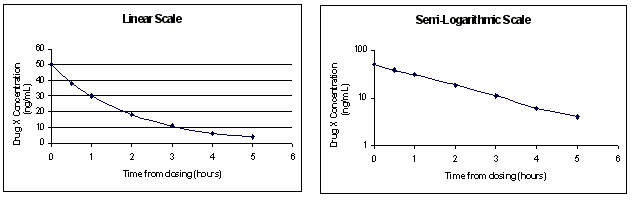 Linear Scale
Drug X Concentration
(ng/mL)
60
50
40
30
20
10
0
0 1 2 3 4 5 6
Time from dosing (hours)
Semi-Logarithmic Scale
Drug X Concentration
(ng/mL)
100
10
1
0 1 2 3 4 5 6
Time from dosing (hours)